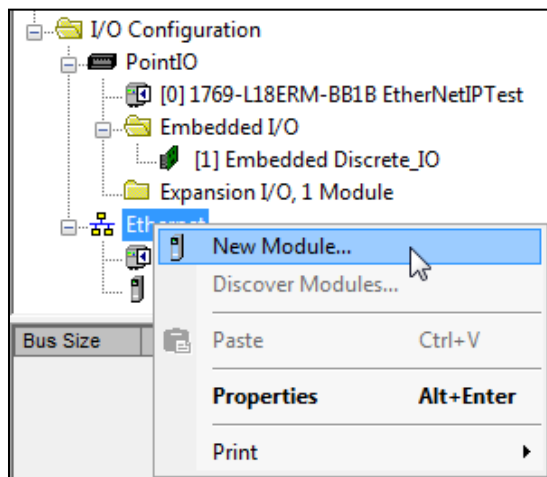 I/O Configuration
PointIO
[0] 1769-L18ERM-BB1B EtherNetIPTest
Embedded I/O
[1] Embedded Discrete_IO
Expansion I/O, 1 Module
Ethernet
New Module...
Discover Modules...
Bus Size
Paste Ctrl+V
Properties Alt+Enter
Print